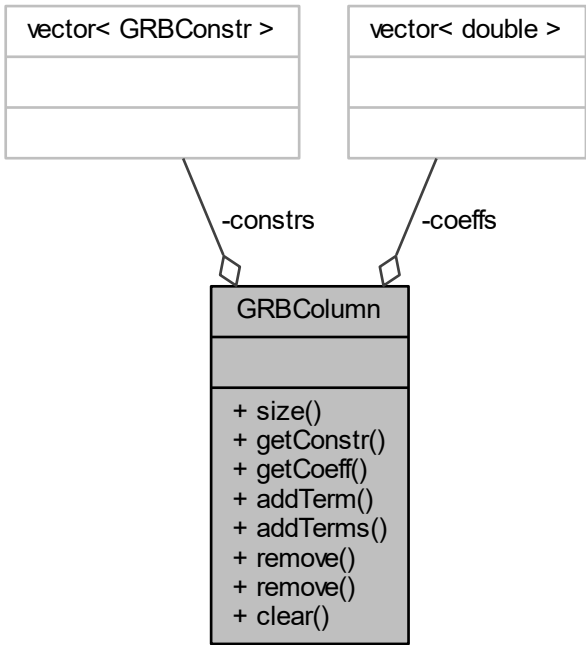 vector< GRBConstr >
vector< double >
-constrs
-coeffs
GRBColumn
+ size()
+ getConstr()
+ getCoeff()
+ addTerm()
+ addTerms()
+ remove()
+ remove()
+ clear()